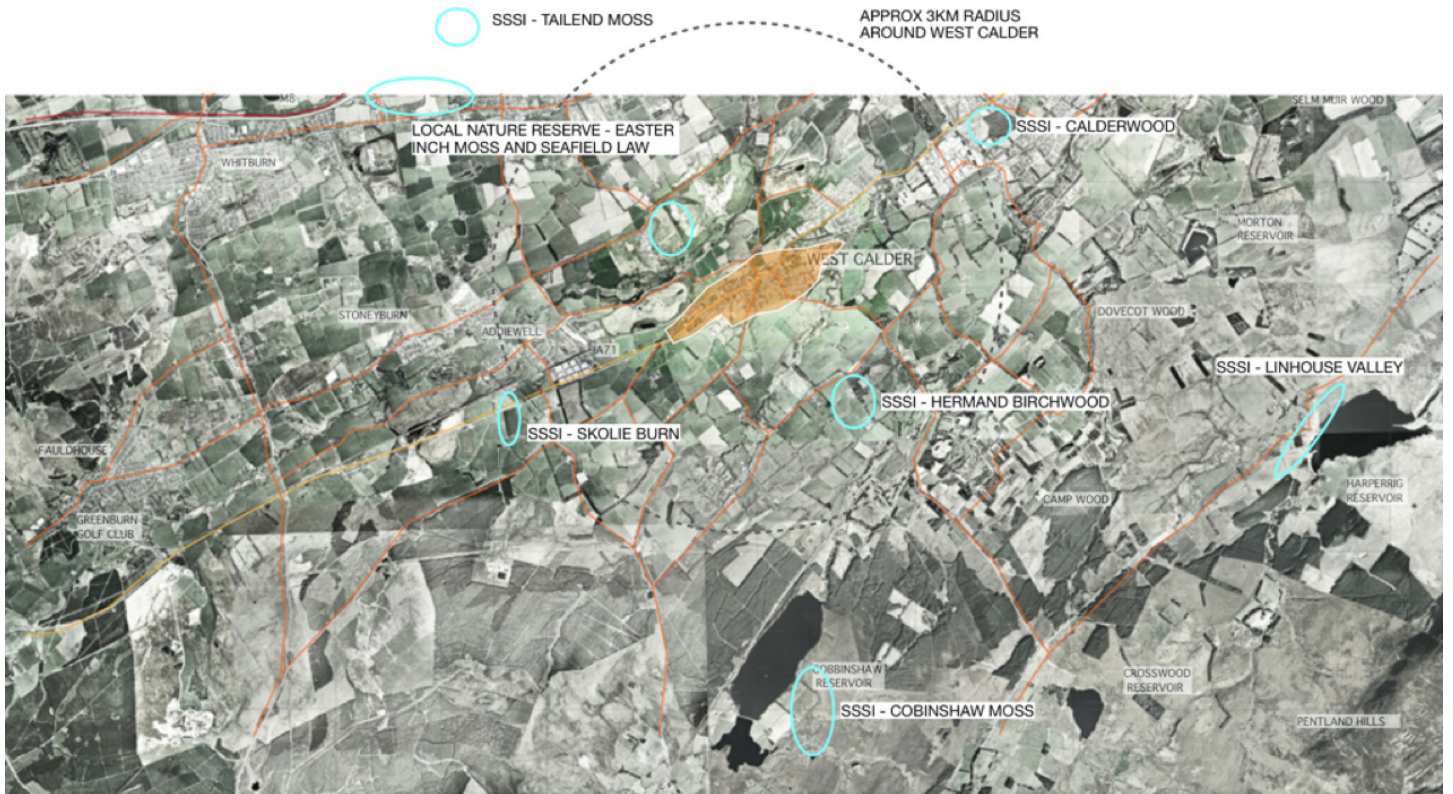 SSSI - TAILEND MOSS
APPROX 3KM RADIUS
AROUND WEST CALDER
M8
SELM MUIR WOOD
LOCAL NATURE RESERVE - EASTER
INCH MOSS AND SEAFIELD LAW
SSSI - CALDERWOOD
WHITBURN
MORTON
RESERVOIR
WEST CALDER
STONEYBURN
ADDIEWELL
A71
DOVECOT WOOD
SSSI - LINHOUSE VALLEY
SSSI - HERMAND BIRCHWOOD
SSSI - SKOLIE BURN
FAULDHOUSE
HARPERRIG
RESERVOIR
CAMP WOOD
GREENBURN
GOLF CLUB
COBBINSHAW
RESERVOIR
CROSSWOOD
RESERVOIR
SSSI - COBINSHAW MOSS
PENTLAND HILLS